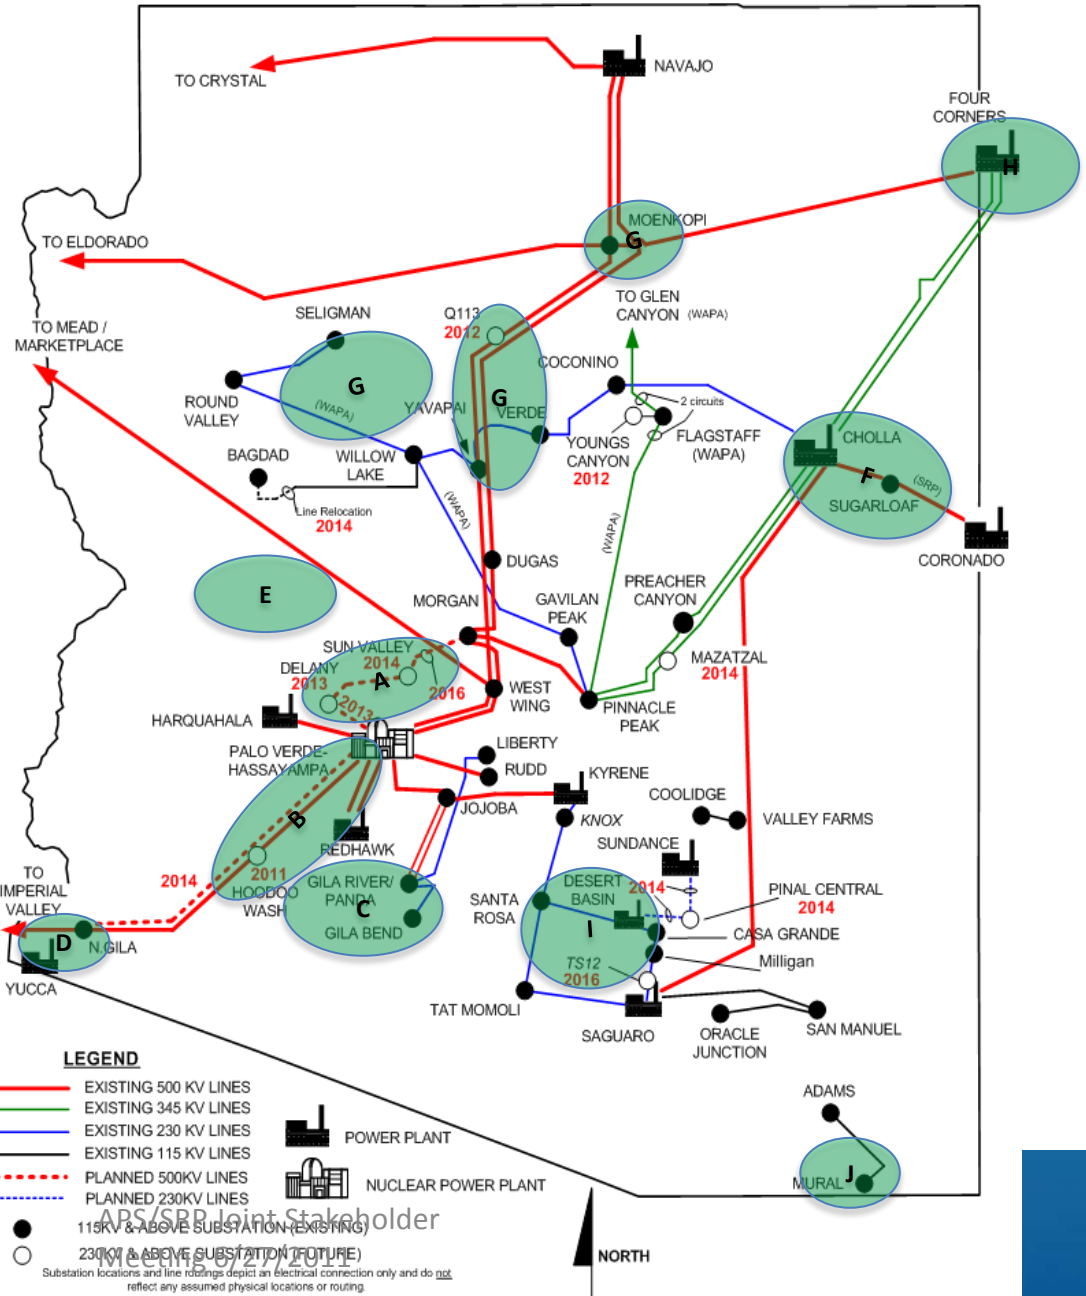 NAVAJO
TO CRYSTAL
FOUR
CORNERS
H
MOENKOPI
G
TO ELDORADO
TO GLEN
CANYON (WAPA)
SELIGMAN
Q113
2012
TO MEAD /
MARKETPLACE
COCONINO
G
G
2 circuits
ROUND
VALLEY
(WAPA)
YAVAPAI
VERDE
YOUNGS
CANYON
2012
FLAGSTAFF
(WAPA)
CHOLLA
F
(SRP)
SUGARLOAF
BAGDAD
WILLOW
LAKE
Line Relocation
2014
(WAPA)
(WAPA)
CORONADO
DUGAS
E
MORGAN
GAVILAN
PEAK
PREACHER
CANYON
SUN VALLEY
2014
DELANY
2013
A
2016
2013
MAZATZAL
2014
WEST
WING
PINNACLE
PEAK
HARQUAHALA
PALO VERDE-
HASSAYAMPA
LIBERTY
RUDD
KYRENE
JOJOBA
COOLIDGE
KNOX
VALLEY FARMS
B
REDHAWK
SUNDANCE
2011
HOODOO
WASH
2014
TO
IMPERIAL
VALLEY
GILA RIVER/
PANDA
C
GILA BEND
SANTA
ROSA
DESERT
BASIN
2014
PINAL CENTRAL
2014
I
CASA GRANDE
Milligan
D
N.GILA
YUCCA
TS12
2016
TAT MOMOLI
SAGUARO
ORACLE
JUNCTION
SAN MANUEL
ADAMS
J
MURAL
LEGEND
EXISTING 500 KV LINES
EXISTING 345 KV LINES
EXISTING 230 KV LINES
EXISTING 115 KV LINES
PLANNED 500KV LINES
PLANNED 230KV LINES
POWER PLANT
NUCLEAR POWER PLANT
115KV & ABOVE SUBSTATION (EXISTING)
230KV & ABOVE SUBSTATION (FUTURE)
APS/SRP Joint Stakeholder
Meeting 6/27/2011
Substation locations and line routings depict an electrical connection only and do not
reflect any assumed physical locations or routing.
NORTH